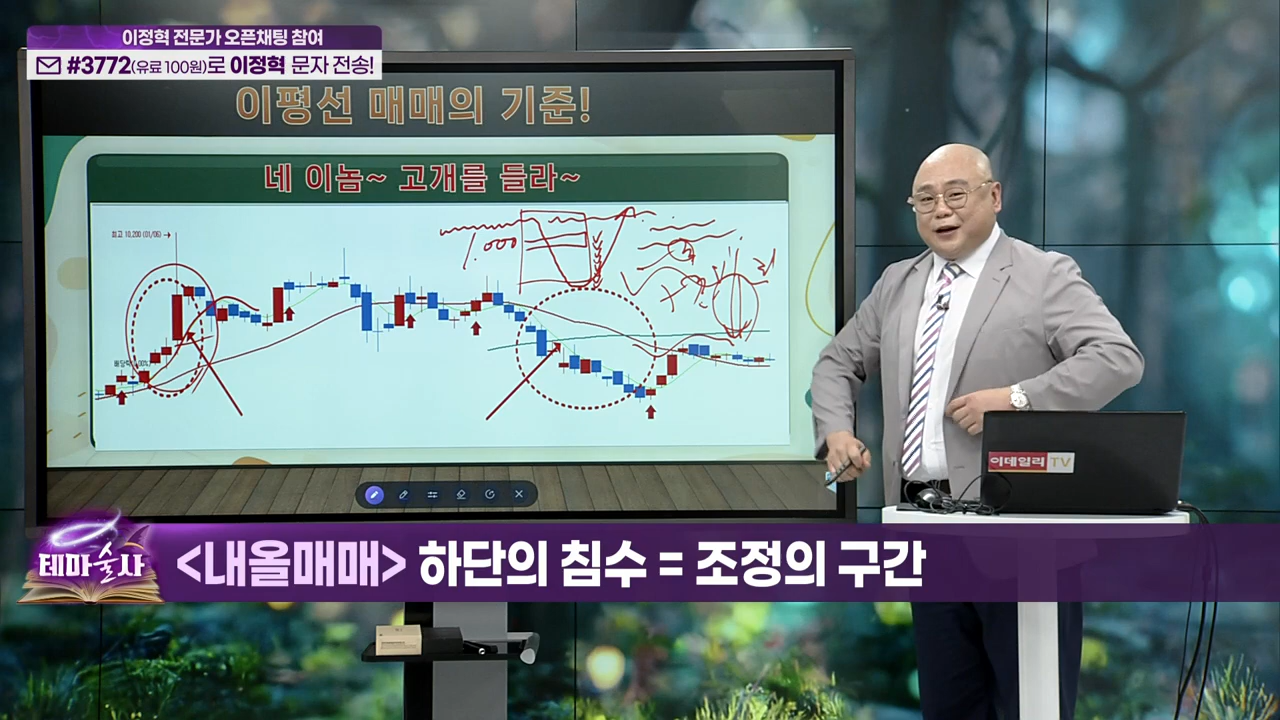 이정혁 전문가 오픈채팅 참여
#3772(유료 100원)로 이정혁 문자 전송!
이평선 매매의 기준!
네 이놈~ 고개를 들라~
최고 10,200 (01/06) →
1,000
이데일리 TV
테마술사
<내올매매> 하단의 침수 = 조정의 구간